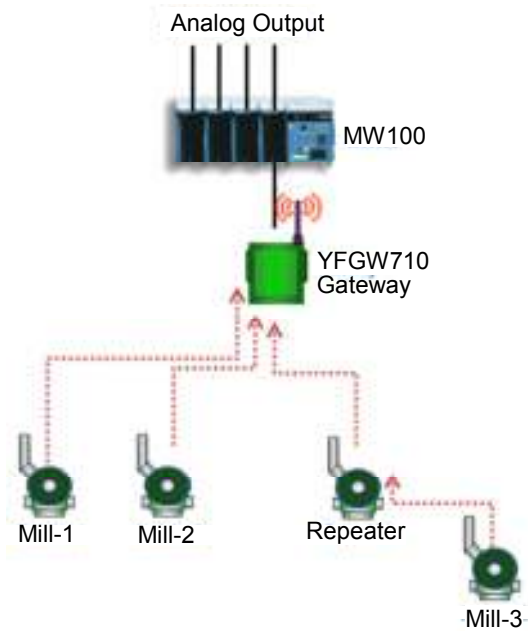 Analog Output
MW100
YFGW710
Gateway
Mill-1
Mill-2
Repeater
Mill-3